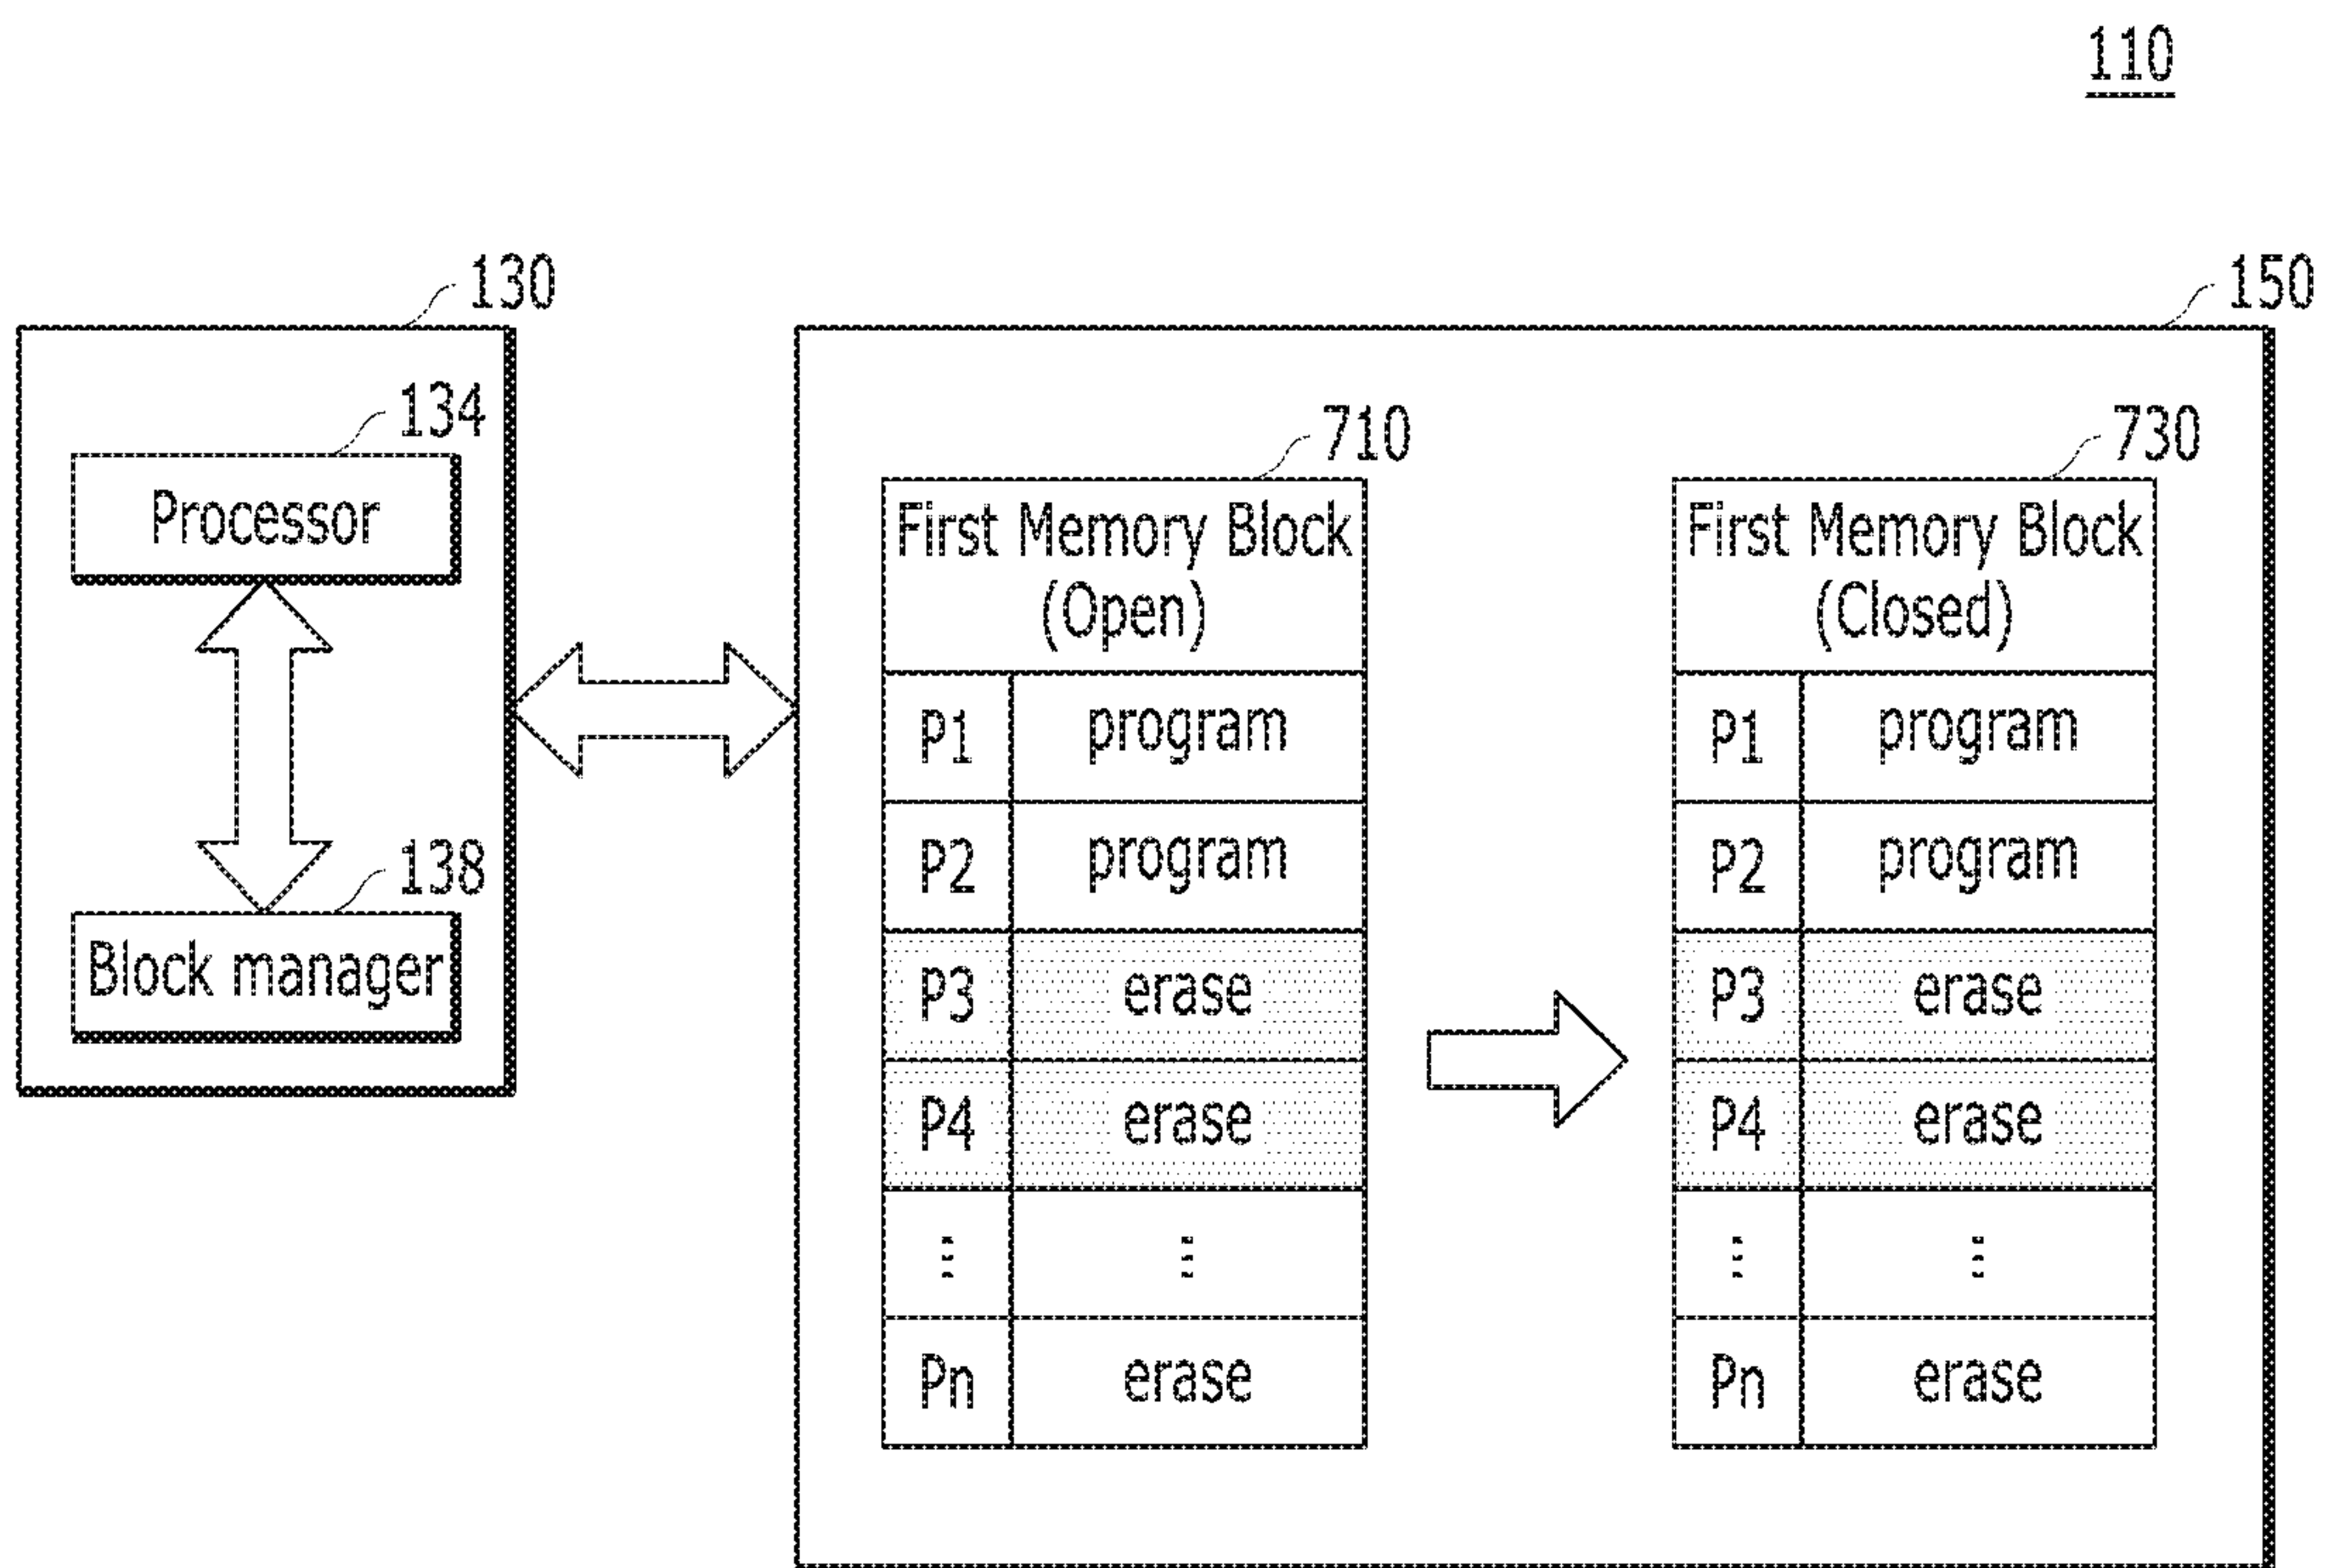 110
130
150
134
710
730
Processor
First Memory Block
(Open)
First Memory Block
(Closed)
P1 program
P1 program
138
P2 program
P2 program
Block manager
P3 erase
P3 erase
P4 erase
P4 erase
⋮ ⋮
⋮ ⋮
Pn erase
Pn erase